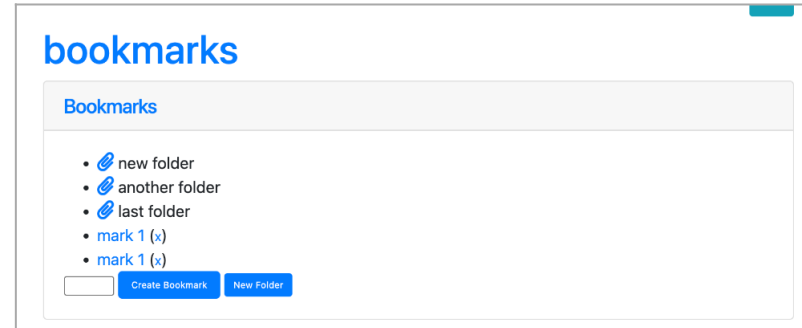 bookmarks
Bookmarks
new folder
another folder
last folder
mark 1 (x)
mark 1 (x)
Create Bookmark New Folder